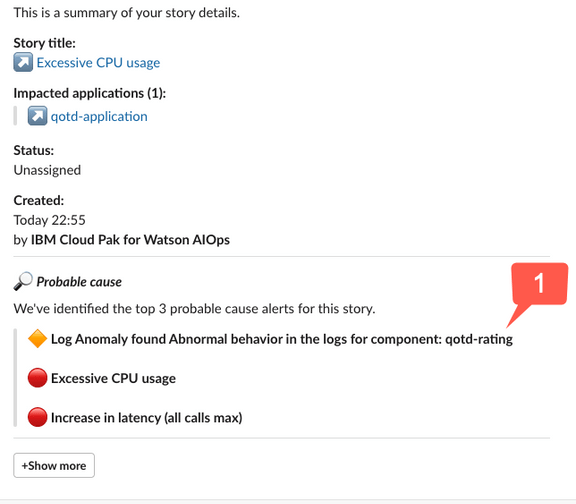 This is a summary of your story details.
Story title:
Excessive CPU usage
Impacted applications (1):
qotd-application
Status:
Unassigned
Created:
Today 22:55
by IBM Cloud Pak for Watson AIOps
1
Probable cause
We've identified the top 3 probable cause alerts for this story.
Log Anomaly found Abnormal behavior in the logs for component: qotd-rating
Excessive CPU usage
Increase in latency (all calls max)
+Show more